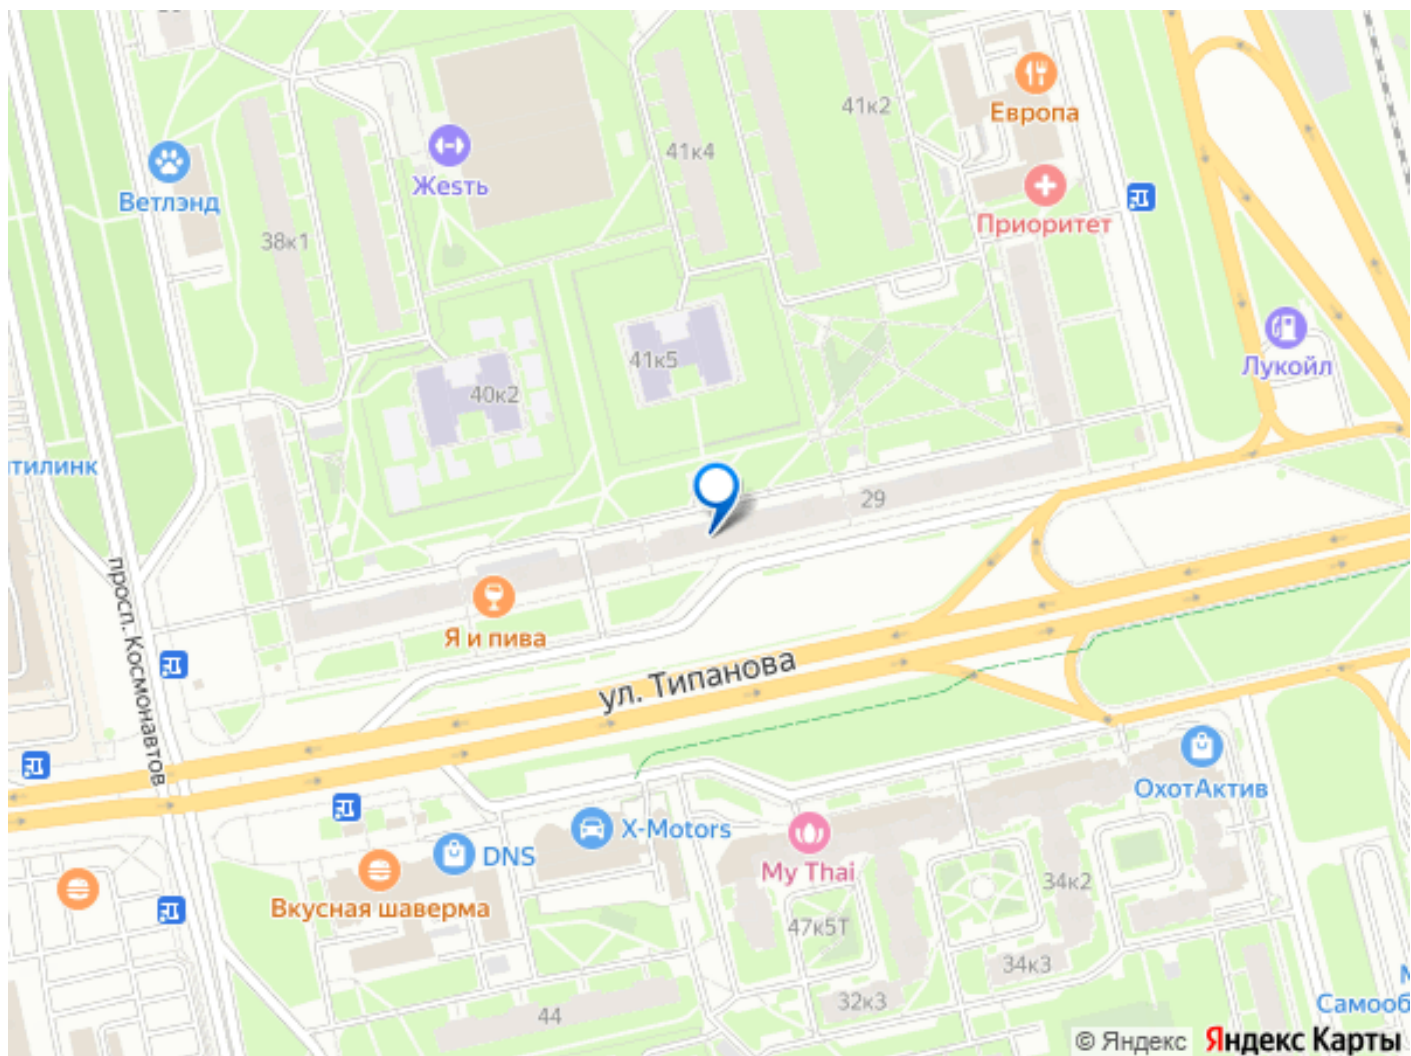 41к2
Европа
41к4
Жеsть
Ветлэнд
Приоритет
38к1
41к5
Лукойл
40к2
тилинк
29
просп. Космонавтов
Я и пива
ул. Типанова
ОхотАктив
X-Motors
DNS
My Thai
Вкусная шаверма
34к2
47к5Т
34к3
32к3
44
М
Самооб
© Яндекс
Яндекс Карты